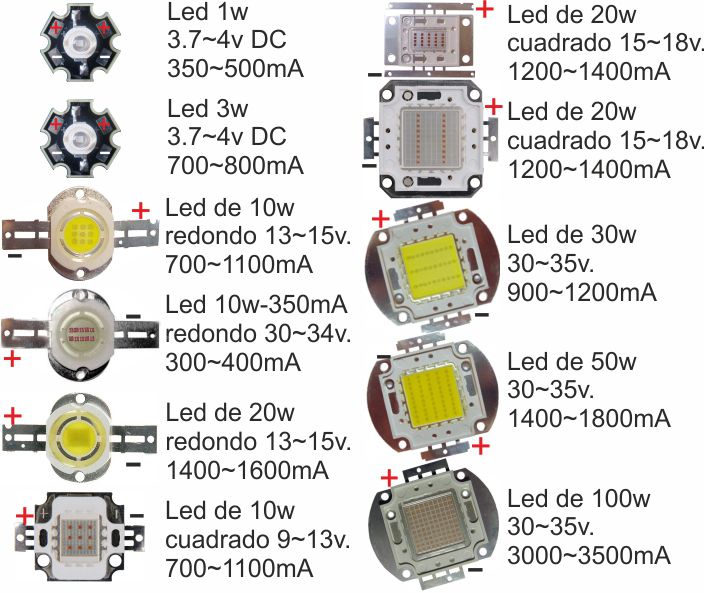 Led 1w
3.7~4v DC
350~500mA
Led 3w
3.7~4v DC
700~800mA
Led de 10w
redondo 13~15v.
700~1100mA
Led 10w-350mA
redondo 30~34v.
300~400mA
Led de 20w
redondo 13~15v.
1400~1600mA
Led de 10w
cuadrado 9~13v.
700~1100mA
Led de 20w
cuadrado 15~18v.
1200~1400mA
Led de 20w
cuadrado 15~18v.
1200~1400mA
Led de 30w
30~35v.
900~1200mA
Led de 50w
30~35v.
1400~1800mA
Led de 100w
30~35v.
3000~3500mA